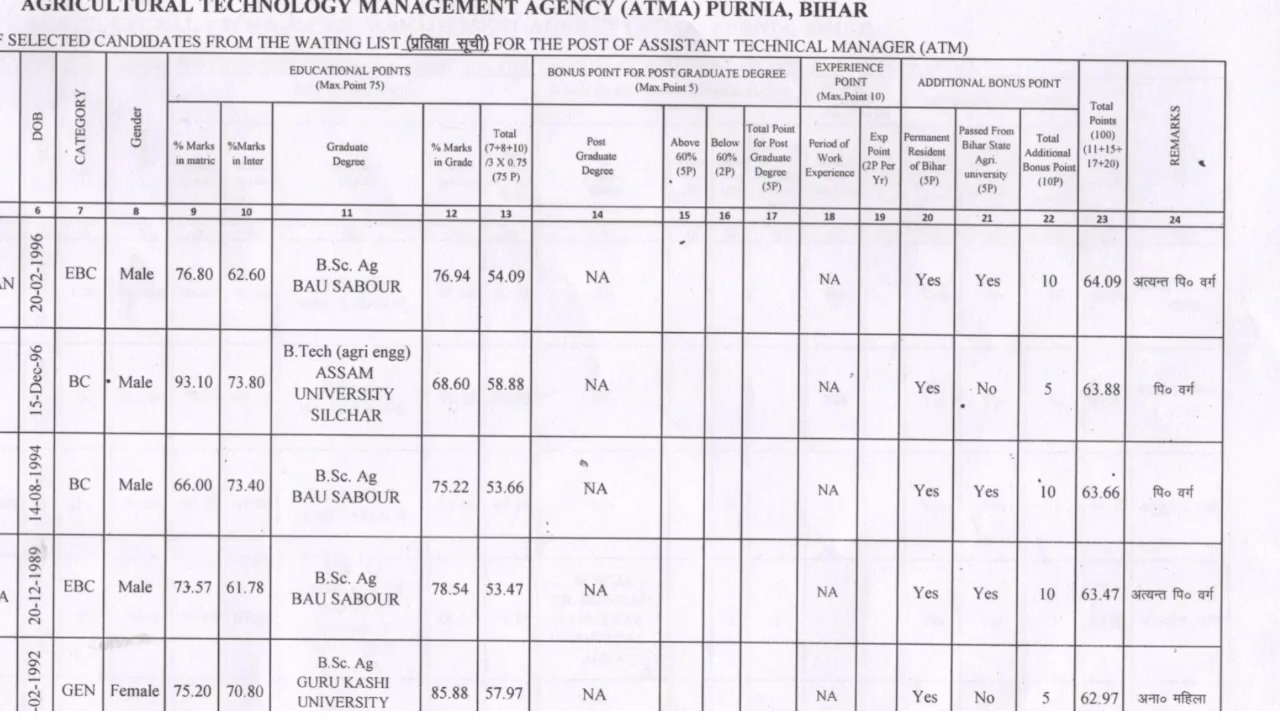 AGRICULTURAL TECHNOLOGY MANAGEMENT AGENCY (ATMA) PURNIA, BIHAR
F SELECTED CANDIDATES FROM THE WATING LIST (प्रतिक्षा सूची) FOR THE POST OF ASSISTANT TECHNICAL MANAGER (ATM)
DOB
CATEGORY
Gender
EDUCATIONAL POINTS
(Max.Point 75)
% Marks
in matric
%Marks
in Inter
Graduate
Degree
% Marks
in Grade
Total
(7+8+10)
/3 X 0.75
(75 P)
BONUS POINT FOR POST GRADUATE DEGREE
(Max.Point 5)
Post
Graduate
Degree
Above
60%
(5P)
Below
60%
(2P)
Total Point
for Post
Graduate
Degree
(5P)
EXPERIENCE
POINT
(Max.Point 10)
Period of
Work
Experience
Exp
Point
(2P Per
Yr)
ADDITIONAL BONUS POINT
Permanent
Resident
of Bihar
(5P)
Passed From
Bihar State
Agri.
university
(5P)
Total
Additional
Bonus Point
(10P)
Total
Points
(100)
(11+15+
17+20)
REMARKS
6 7 8 9 10 11 12 13 14 15 16 17 18 19 20 21 22 23 24
AN 20-02-1996 EBC Male 76.80 62.60 B.Sc. Ag
BAU SABOUR 76.94 54.09 NA NA Yes Yes 10 64.09 अत्यन्त पि० वर्ग
15-Dec-96 BC Male 93.10 73.80 B.Tech (agri engg)
ASSAM
UNIVERSITY
SILCHAR 68.60 58.88 NA NA Yes No 5 63.88 पि० वर्ग
14-08-1994 BC Male 66.00 73.40 B.Sc. Ag
BAU SABOUR 75.22 53.66 NA NA Yes Yes 10 63.66 पि० वर्ग
A 20-12-1989 EBC Male 73.57 61.78 B.Sc. Ag
BAU SABOUR 78.54 53.47 NA NA Yes Yes 10 63.47 अत्यन्त पि० वर्ग
-02-1992 GEN Female 75.20 70.80 B.Sc. Ag
GURU KASHI
UNIVERSITY 85.88 57.97 NA NA Yes No 5 62.97 अना० महिला